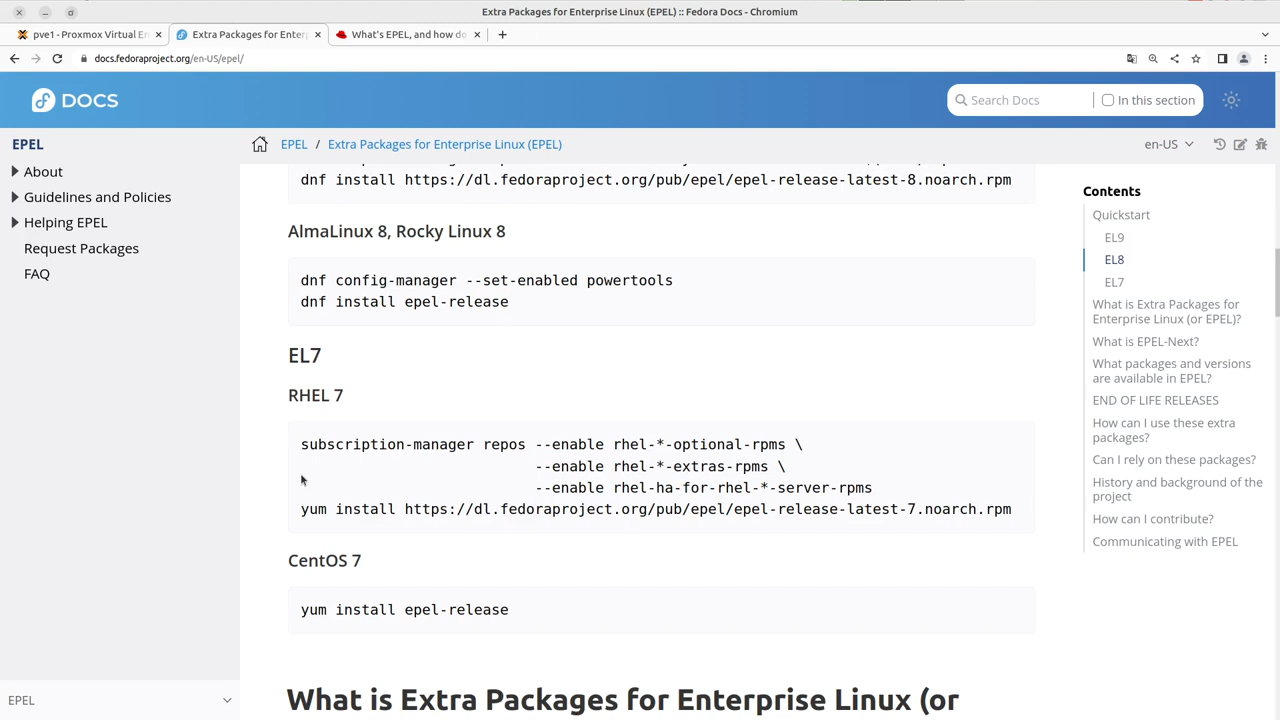 Extra Packages for Enterprise Linux (EPEL) :: Fedora Docs - Chromium
pve1 - Proxmox Virtual En
Extra Packages for Enter
What's EPEL, and how do
docs.fedoraproject.org/en-US/epel/
DOCS
Search Docs
In this section
EPEL
EPEL / Extra Packages for Enterprise Linux (EPEL)
en-US
About
Guidelines and Policies
Helping EPEL
Request Packages
FAQ
EPEL
dnf install https://dl.fedoraproject.org/pub/epel/epel-release-latest-8.noarch.rpm
AlmaLinux 8, Rocky Linux 8
dnf config-manager --set-enabled powertools
dnf install epel-release
EL7
RHEL 7
subscription-manager repos --enable rhel-*-optional-rpms \
--enable rhel-*-extras-rpms \
--enable rhel-ha-for-rhel-*-server-rpms
yum install https://dl.fedoraproject.org/pub/epel/epel-release-latest-7.noarch.rpm
CentOS 7
yum install epel-release
What is Extra Packages for Enterprise Linux (or
Contents
Quickstart
EL9
EL8
EL7
What is Extra Packages for
Enterprise Linux (or EPEL)?
What is EPEL-Next?
What packages and versions
are available in EPEL?
END OF LIFE RELEASES
How can I use these extra
packages?
Can I rely on these packages?
History and background of the
project
How can I contribute?
Communicating with EPEL